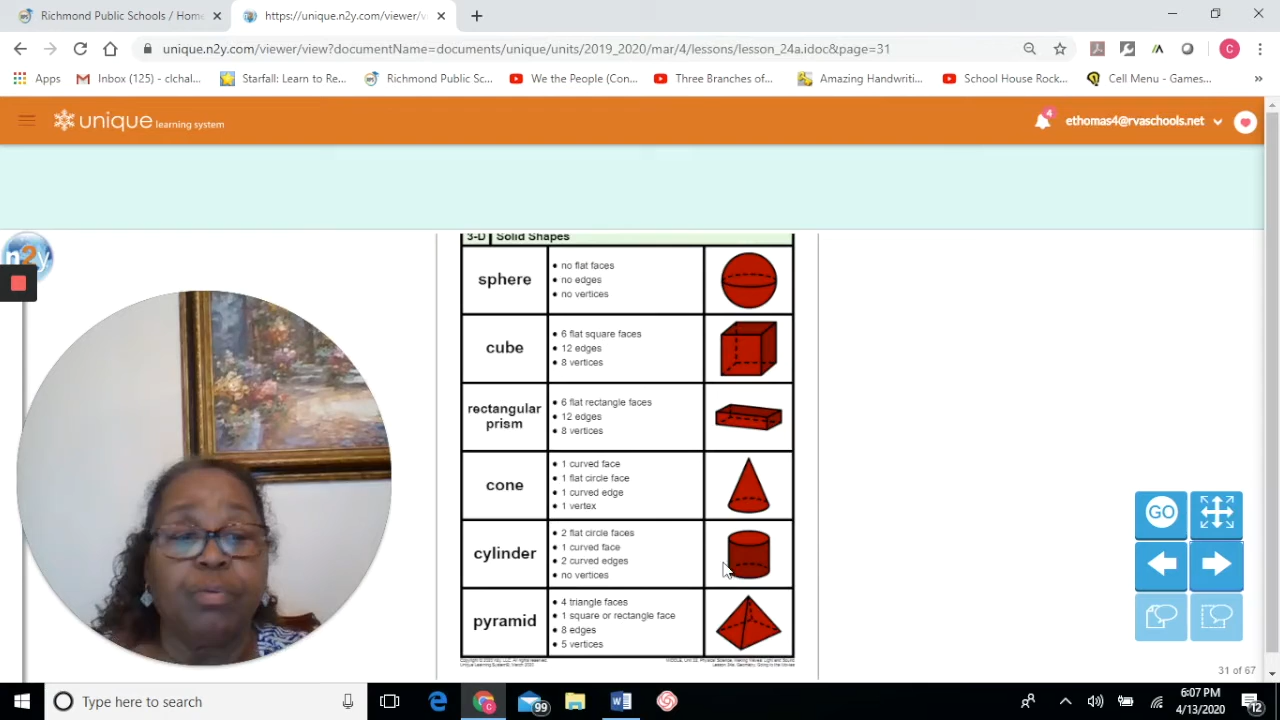 Richmond Public Schools / Home
https://unique.n2y.com/viewer/v
unique.n2y.com/viewer/view?documentName=documents/unique/units/2019_2020/mar/4/lessons/lesson_24a.idoc&page=31
C
Apps
Inbox (125) - clchal...
Starfall: Learn to Re...
Richmond Public Sc...
We the People (Con...
Three Branches of...
Amazing Handwriti...
School House Rock...
Cell Menu - Games...
»
unique learning system
4
ethomas4@rvaschools.net
n2y
3-D Solid Shapes
sphere
• no flat faces
• no edges
• no vertices
cube
• 6 flat square faces
• 12 edges
• 8 vertices
rectangular
prism
• 6 flat rectangle faces
• 12 edges
• 8 vertices
cone
• 1 curved face
• 1 flat circle face
• 1 curved edge
• 1 vertex
cylinder
• 2 flat circle faces
• 1 curved face
• 2 curved edges
• no vertices
pyramid
• 4 triangle faces
• 1 square or rectangle face
• 8 edges
• 5 vertices
GO
31 of 67
Type here to search
99
6:07 PM
4/13/2020
12